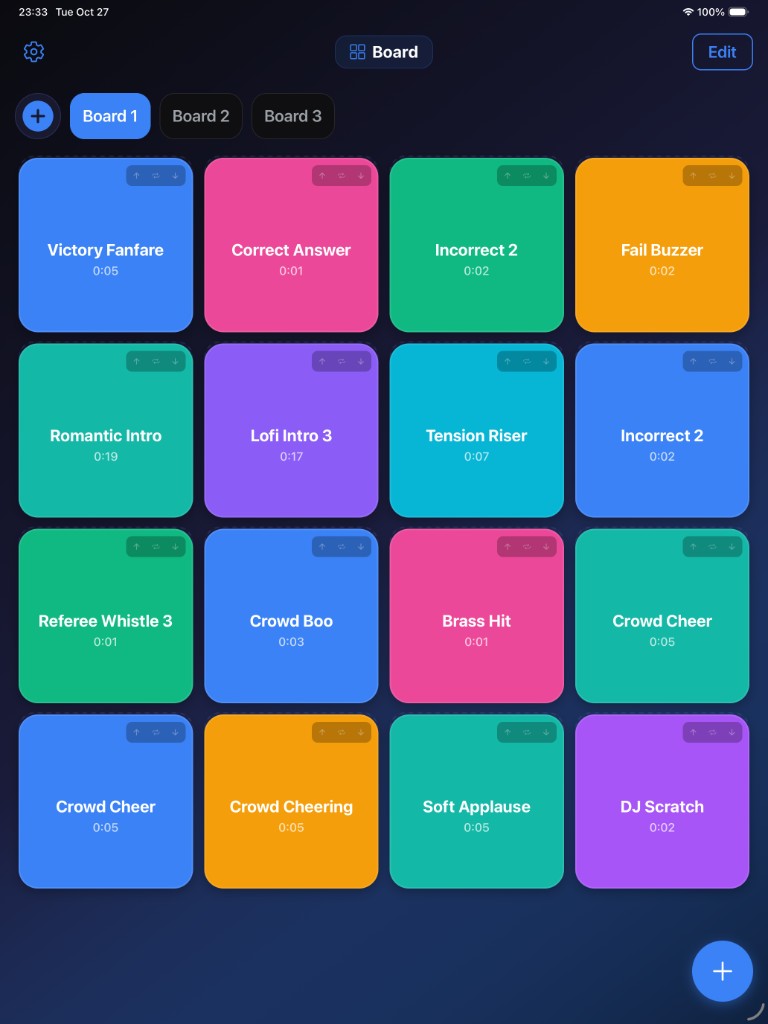 23:33 Tue Oct 27
100%
Board
Edit
Board 1
Board 2
Board 3
Victory Fanfare
0:05
Correct Answer
0:01
Incorrect 2
0:02
Fail Buzzer
0:02
Romantic Intro
0:19
Lofi Intro 3
0:17
Tension Riser
0:07
Incorrect 2
0:02
Referee Whistle 3
0:01
Crowd Boo
0:03
Brass Hit
0:01
Crowd Cheer
0:05
Crowd Cheer
0:05
Crowd Cheering
0:05
Soft Applause
0:05
DJ Scratch
0:02